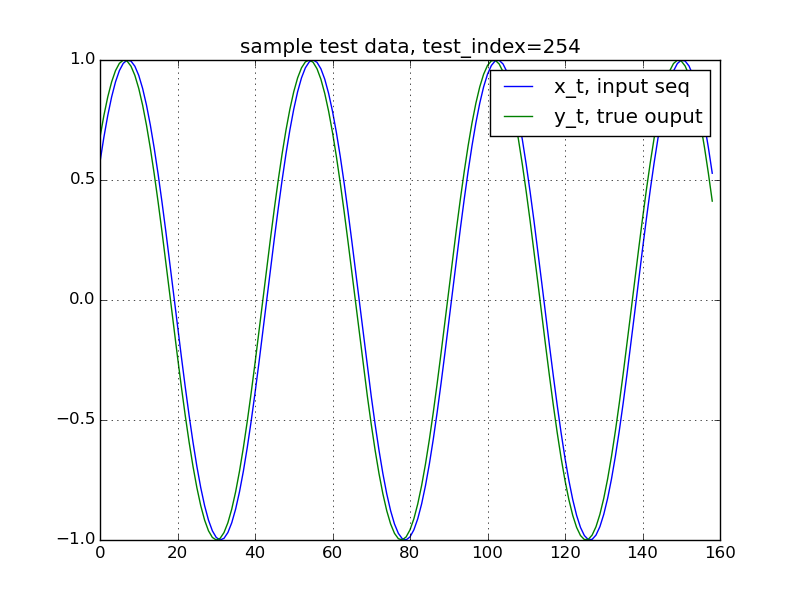 sample test data, test_index=254
x_t, input seq
y_t, true ouput
1.0
0.5
0.0
−0.5
−1.0
0 20 40 60 80 100 120 140 160